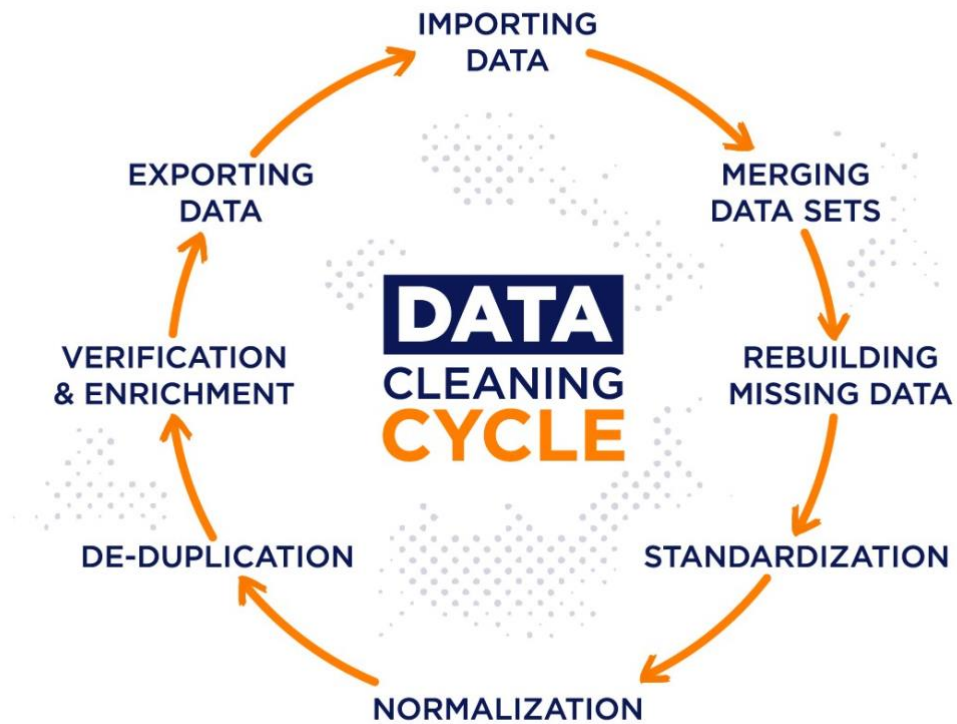 IMPORTING
DATA
MERGING
DATA SETS
REBUILDING
MISSING DATA
STANDARDIZATION
NORMALIZATION
DE-DUPLICATION
VERIFICATION
& ENRICHMENT
EXPORTING
DATA
DATA
CLEANING
CYCLE